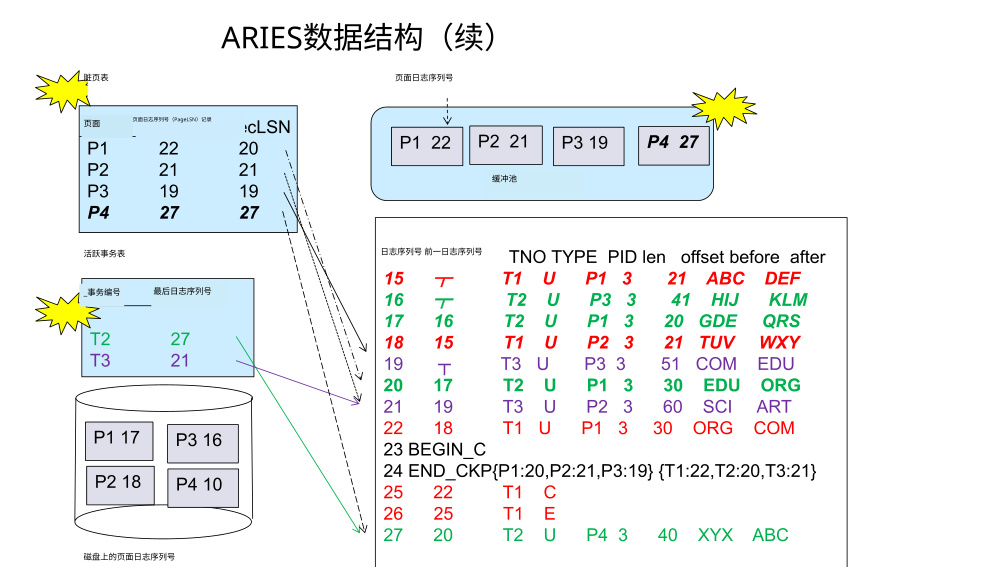 ARIES数据结构（续）
脏页表
页面 页面日志序列号（PageLSN）记录 ecLSN
P1 22 20
P2 21 21
P3 19 19
P4 27 27
页面日志序列号
P1 22
P2 21
P3 19
P4 27
缓冲池
活跃事务表
事务编号 最后日志序列号
T2 27
T3 21
P1 17
P3 16
P2 18
P4 10
磁盘上的页面日志序列号
日志序列号 前一日志序列号 TNO TYPE PID len offset before after
15 ⊤ T1 U P1 3 21 ABC DEF
16 ⊤ T2 U P3 3 41 HIJ KLM
17 16 T2 U P1 3 20 GDE QRS
18 15 T1 U P2 3 21 TUV WXY
19 ⊤ T3 U P3 3 51 COM EDU
20 17 T2 U P1 3 30 EDU ORG
21 19 T3 U P2 3 60 SCI ART
22 18 T1 U P1 3 30 ORG COM
23 BEGIN_C
24 END_CKP{P1:20,P2:21,P3:19} {T1:22,T2:20,T3:21}
25 22 T1 C
26 25 T1 E
27 20 T2 U P4 3 40 XYX ABC